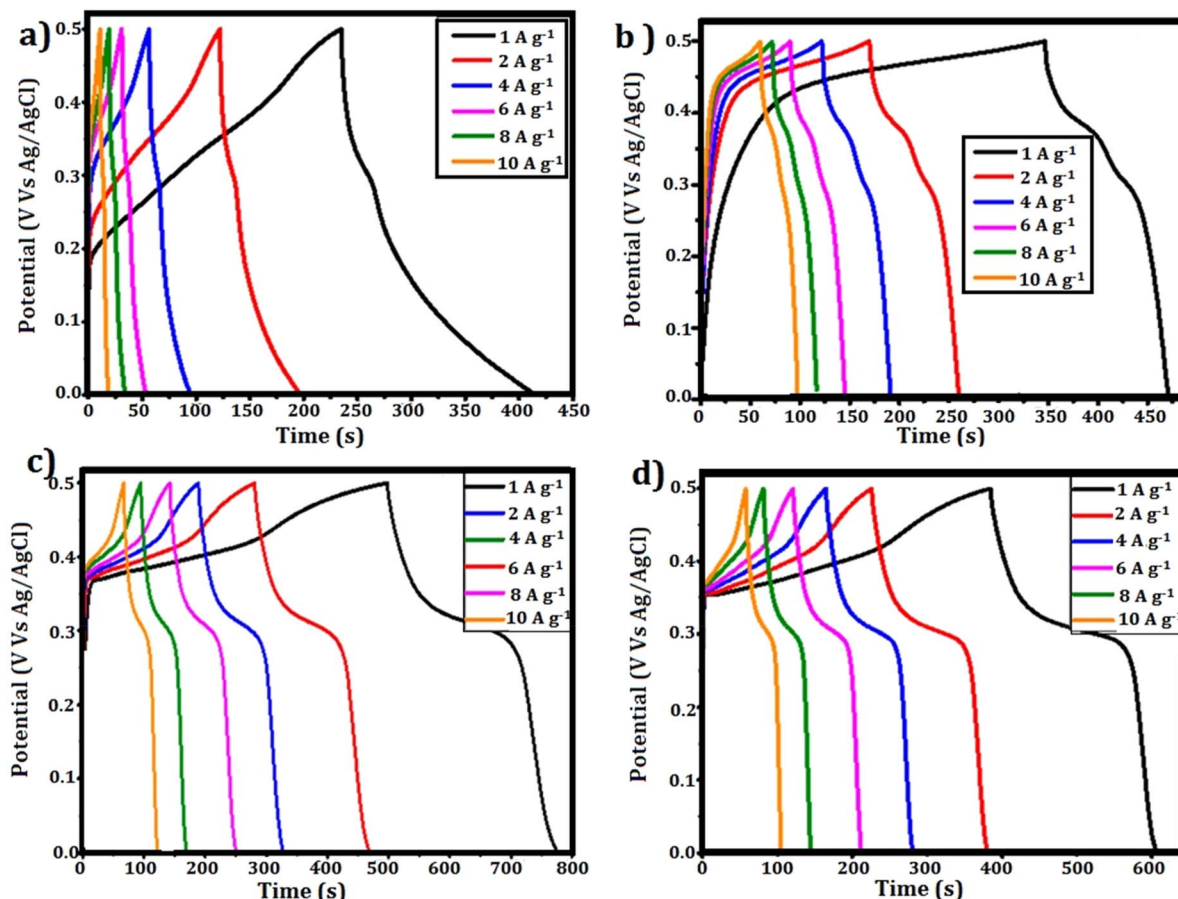 a)
0.5
0.4
0.3
0.2
0.1
0.0
Potential (V Vs Ag/AgCl)
1 A g-1
2 A g-1
4 A g-1
6 A g-1
8 A g-1
10 A g-1
0 50 100 150 200 250 300 350 400 450
Time (s)
b)
0.5
0.4
0.3
0.2
0.1
0.0
Potential (V Vs Ag/AgCl)
1 A g-1
2 A g-1
4 A g-1
6 A g-1
8 A g-1
10 A g-1
0 50 100 150 200 250 300 350 400 450
Time (s)
c)
0.5
0.4
0.3
0.2
0.1
0.0
Potential (V Vs Ag/AgCl)
1 A g-1
2 A g-1
4 A g-1
6 A g-1
8 A g-1
10 A g-1
0 100 200 300 400 500 600 700 800
Time (s)
d)
0.5
0.4
0.3
0.2
0.1
0.0
Potential (V Vs Ag/AgCl)
1 A g-1
2 A g-1
4 A g-1
6 A g-1
8 A g-1
10 A g-1
0 100 200 300 400 500 600
Time (s)